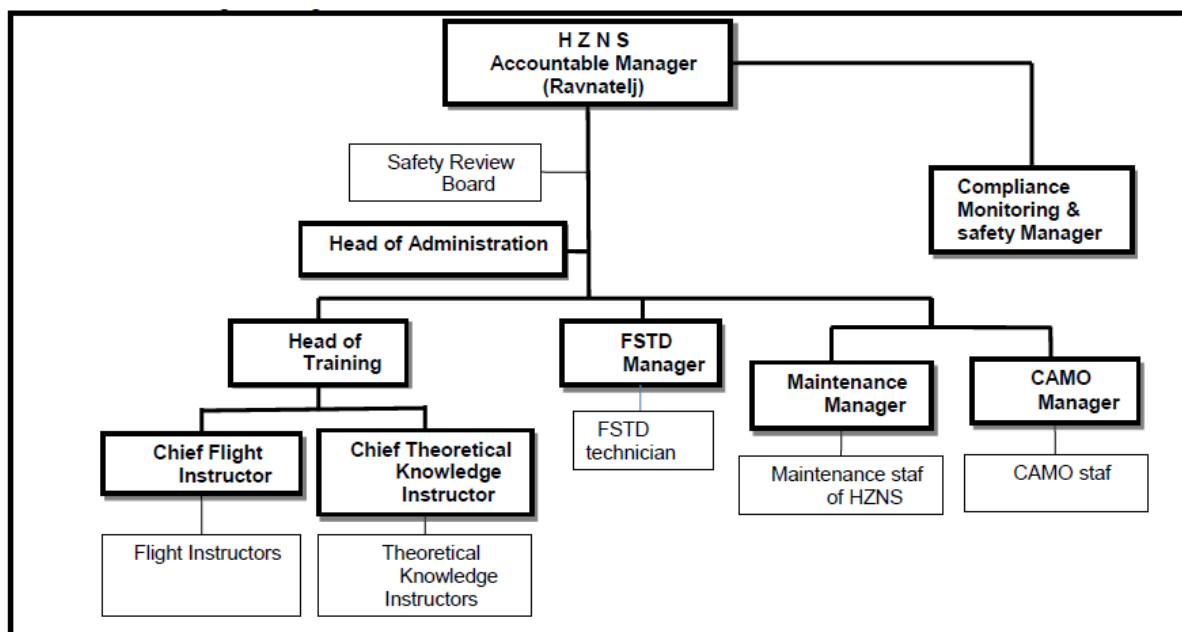 H Z N S
Accountable Manager
(Ravnatelj)
Safety Review
Board
Compliance
Monitoring &
safety Manager
Head of Administration
Head of
Training
FSTD
Manager
Maintenance
Manager
CAMO
Manager
FSTD
technician
Chief Flight
Instructor
Chief Theoretical
Knowledge
Instructor
Maintenance staf
of HZNS
CAMO staf
Flight Instructors
Theoretical
Knowledge
Instructors